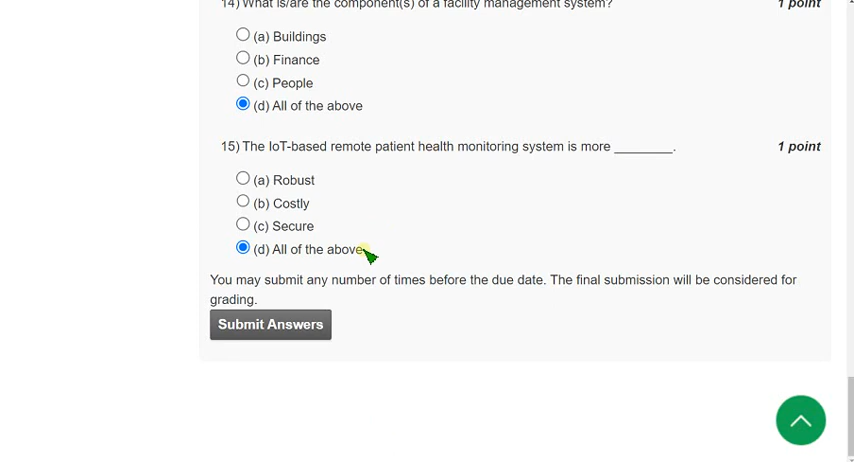 14) What is/are the component(s) of a facility management system? 1 point
(a) Buildings
(b) Finance
(c) People
(d) All of the above
15) The IoT-based remote patient health monitoring system is more ________. 1 point
(a) Robust
(b) Costly
(c) Secure
(d) All of the above
You may submit any number of times before the due date. The final submission will be considered for
grading.
Submit Answers